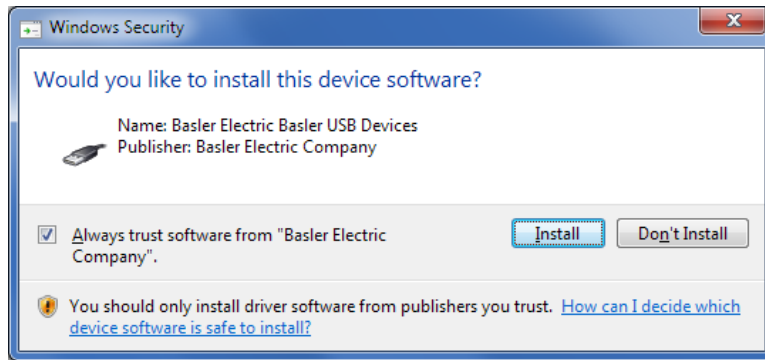 Windows Security
Would you like to install this device software?
Name: Basler Electric Basler USB Devices
Publisher: Basler Electric Company
Always trust software from "Basler Electric
Company".
Install
Don't Install
You should only install driver software from publishers you trust. How can I decide which
device software is safe to install?